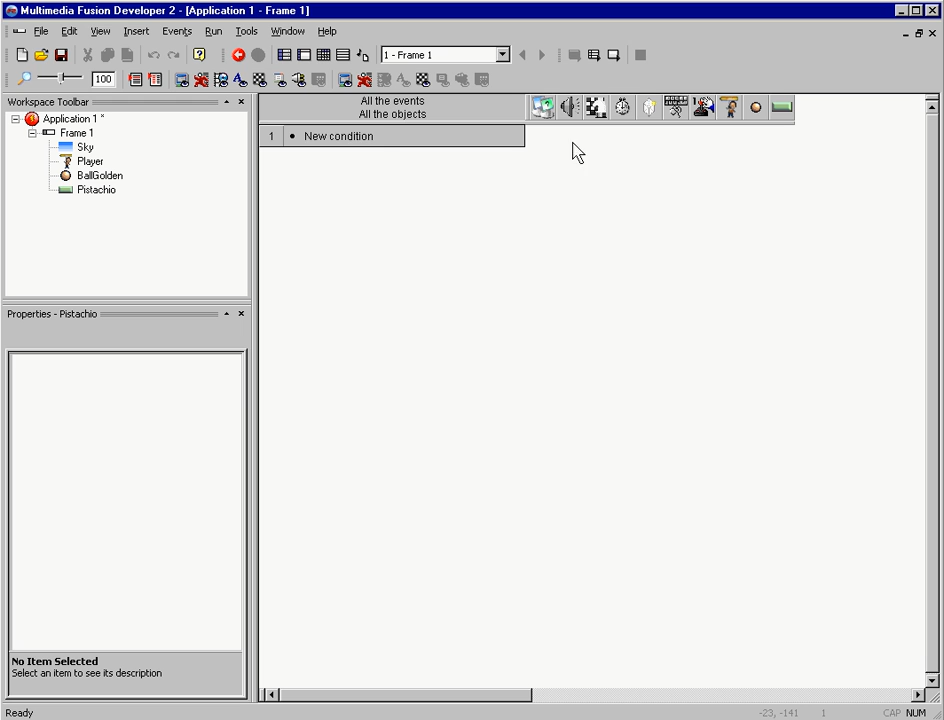 Multimedia Fusion Developer 2 - [Application 1 - Frame 1]
File Edit View Insert Events Run Tools Window Help
1 - Frame 1
100
Workspace Toolbar
Application 1 *
Frame 1
Sky
Player
BallGolden
Pistachio
Properties - Pistachio
No Item Selected
Select an item to see its description
All the events
All the objects
1 • New condition
Ready
-23, -141 1 CAP NUM